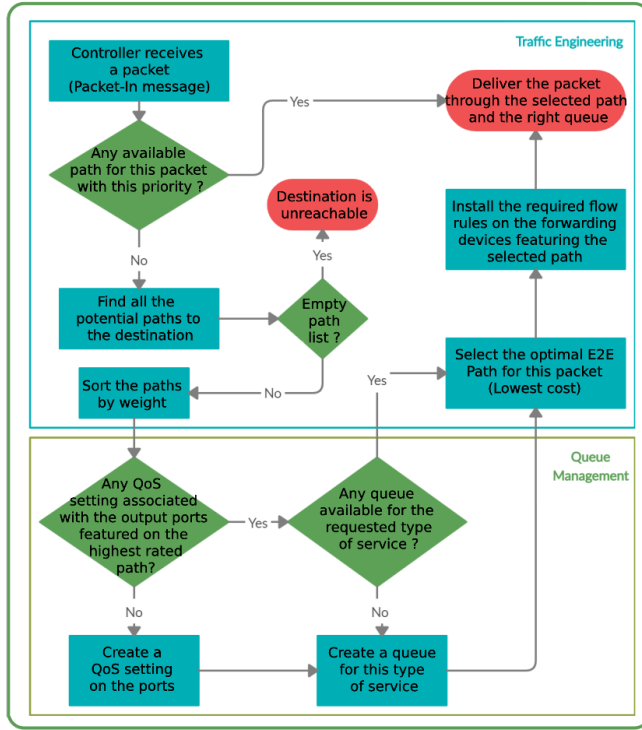 Traffic Engineering
Controller receives
a packet
(Packet-In message)
Yes
Deliver the packet
through the selected path
and the right queue
Any available
path for this packet
with this priority ?
Destination is
unreachable
Install the required flow
rules on the forwarding
devices featuring the
selected path
No
Yes
Find all the
potential paths to
the destination
Empty
path
list ?
Select the optimal E2E
Path for this packet
(Lowest cost)
Sort the paths
by weight
No
Yes
Queue
Management
Any QoS
setting associated
with the output ports
featured on the
highest rated
path?
Yes
Any queue
available for the
requested type
of service ?
No
No
Create a
QoS setting
on the ports
Create a queue
for this type
of service